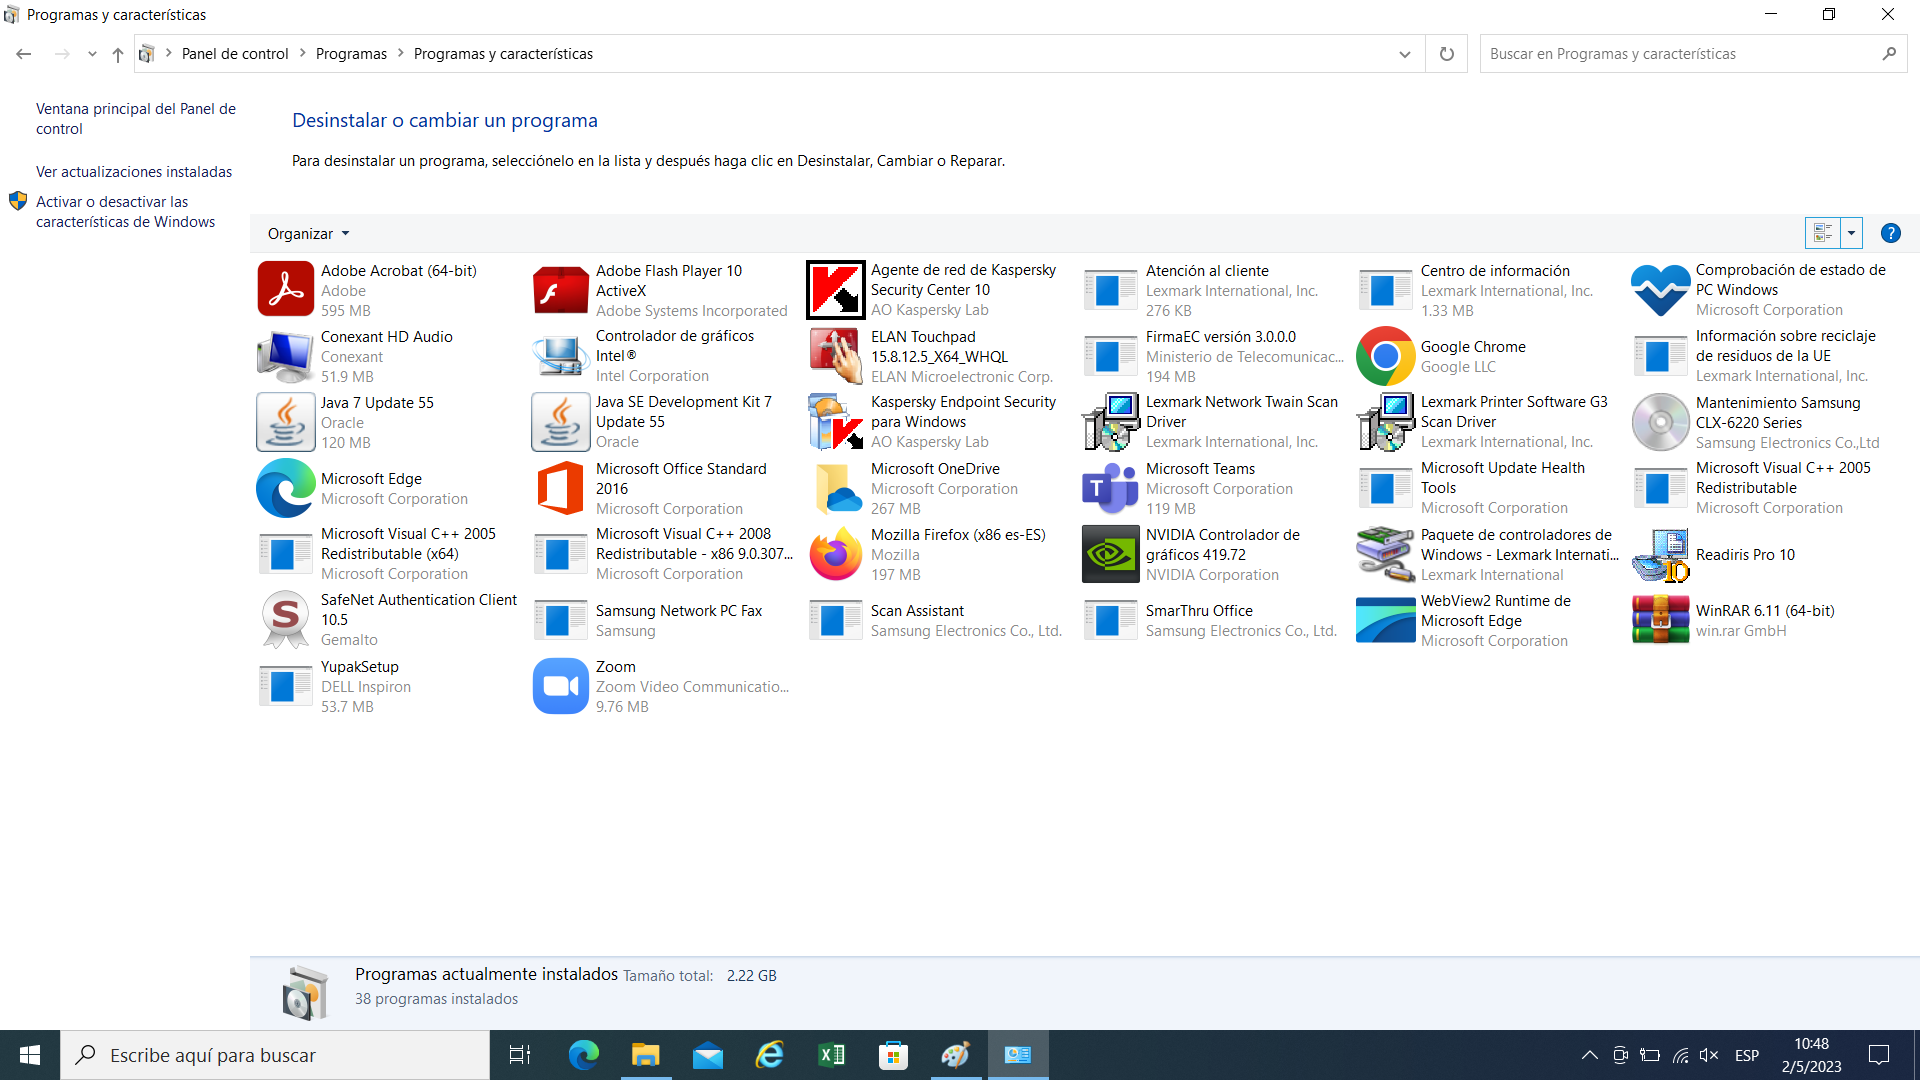 Programas y características
Panel de control > Programas > Programas y características
Buscar en Programas y características
Ventana principal del Panel de
control
Ver actualizaciones instaladas
Activar o desactivar las
características de Windows
Desinstalar o cambiar un programa
Para desinstalar un programa, selecciónelo en la lista y después haga clic en Desinstalar, Cambiar o Reparar.
Organizar
Adobe Acrobat (64-bit)
Adobe
595 MB
Adobe Flash Player 10
ActiveX
Adobe Systems Incorporated
Agente de red de Kaspersky
Security Center 10
AO Kaspersky Lab
Atención al cliente
Lexmark International, Inc.
276 KB
Centro de información
Lexmark International, Inc.
1.33 MB
Comprobación de estado de
PC Windows
Microsoft Corporation
Conexant HD Audio
Conexant
51.9 MB
Controlador de gráficos
Intel®
Intel Corporation
ELAN Touchpad
15.8.12.5_X64_WHQL
ELAN Microelectronic Corp.
FirmaEC versión 3.0.0.0
Ministerio de Telecomunicac...
194 MB
Google Chrome
Google LLC
Información sobre reciclaje
de residuos de la UE
Lexmark International, Inc.
Java 7 Update 55
Oracle
120 MB
Java SE Development Kit 7
Update 55
Oracle
Kaspersky Endpoint Security
para Windows
AO Kaspersky Lab
Lexmark Network Twain Scan
Driver
Lexmark International, Inc.
Lexmark Printer Software G3
Scan Driver
Lexmark International, Inc.
Mantenimiento Samsung
CLX-6220 Series
Samsung Electronics Co.,Ltd
Microsoft Edge
Microsoft Corporation
Microsoft Office Standard
2016
Microsoft Corporation
Microsoft OneDrive
Microsoft Corporation
267 MB
Microsoft Teams
Microsoft Corporation
119 MB
Microsoft Update Health
Tools
Microsoft Corporation
Microsoft Visual C++ 2005
Redistributable
Microsoft Corporation
Microsoft Visual C++ 2005
Redistributable (x64)
Microsoft Corporation
Microsoft Visual C++ 2008
Redistributable - x86 9.0.307...
Microsoft Corporation
Mozilla Firefox (x86 es-ES)
Mozilla
197 MB
NVIDIA Controlador de
gráficos 419.72
NVIDIA Corporation
Paquete de controladores de
Windows - Lexmark Internati...
Lexmark International
Readiris Pro 10
SafeNet Authentication Client
10.5
Gemalto
Samsung Network PC Fax
Samsung
Scan Assistant
Samsung Electronics Co., Ltd.
SmarThru Office
Samsung Electronics Co., Ltd.
WebView2 Runtime de
Microsoft Edge
Microsoft Corporation
WinRAR 6.11 (64-bit)
win.rar GmbH
YupakSetup
DELL Inspiron
53.7 MB
Zoom
Zoom Video Communicatio...
9.76 MB
Programas actualmente instalados Tamaño total: 2.22 GB
38 programas instalados
Escribe aquí para buscar
ESP
10:48
2/5/2023